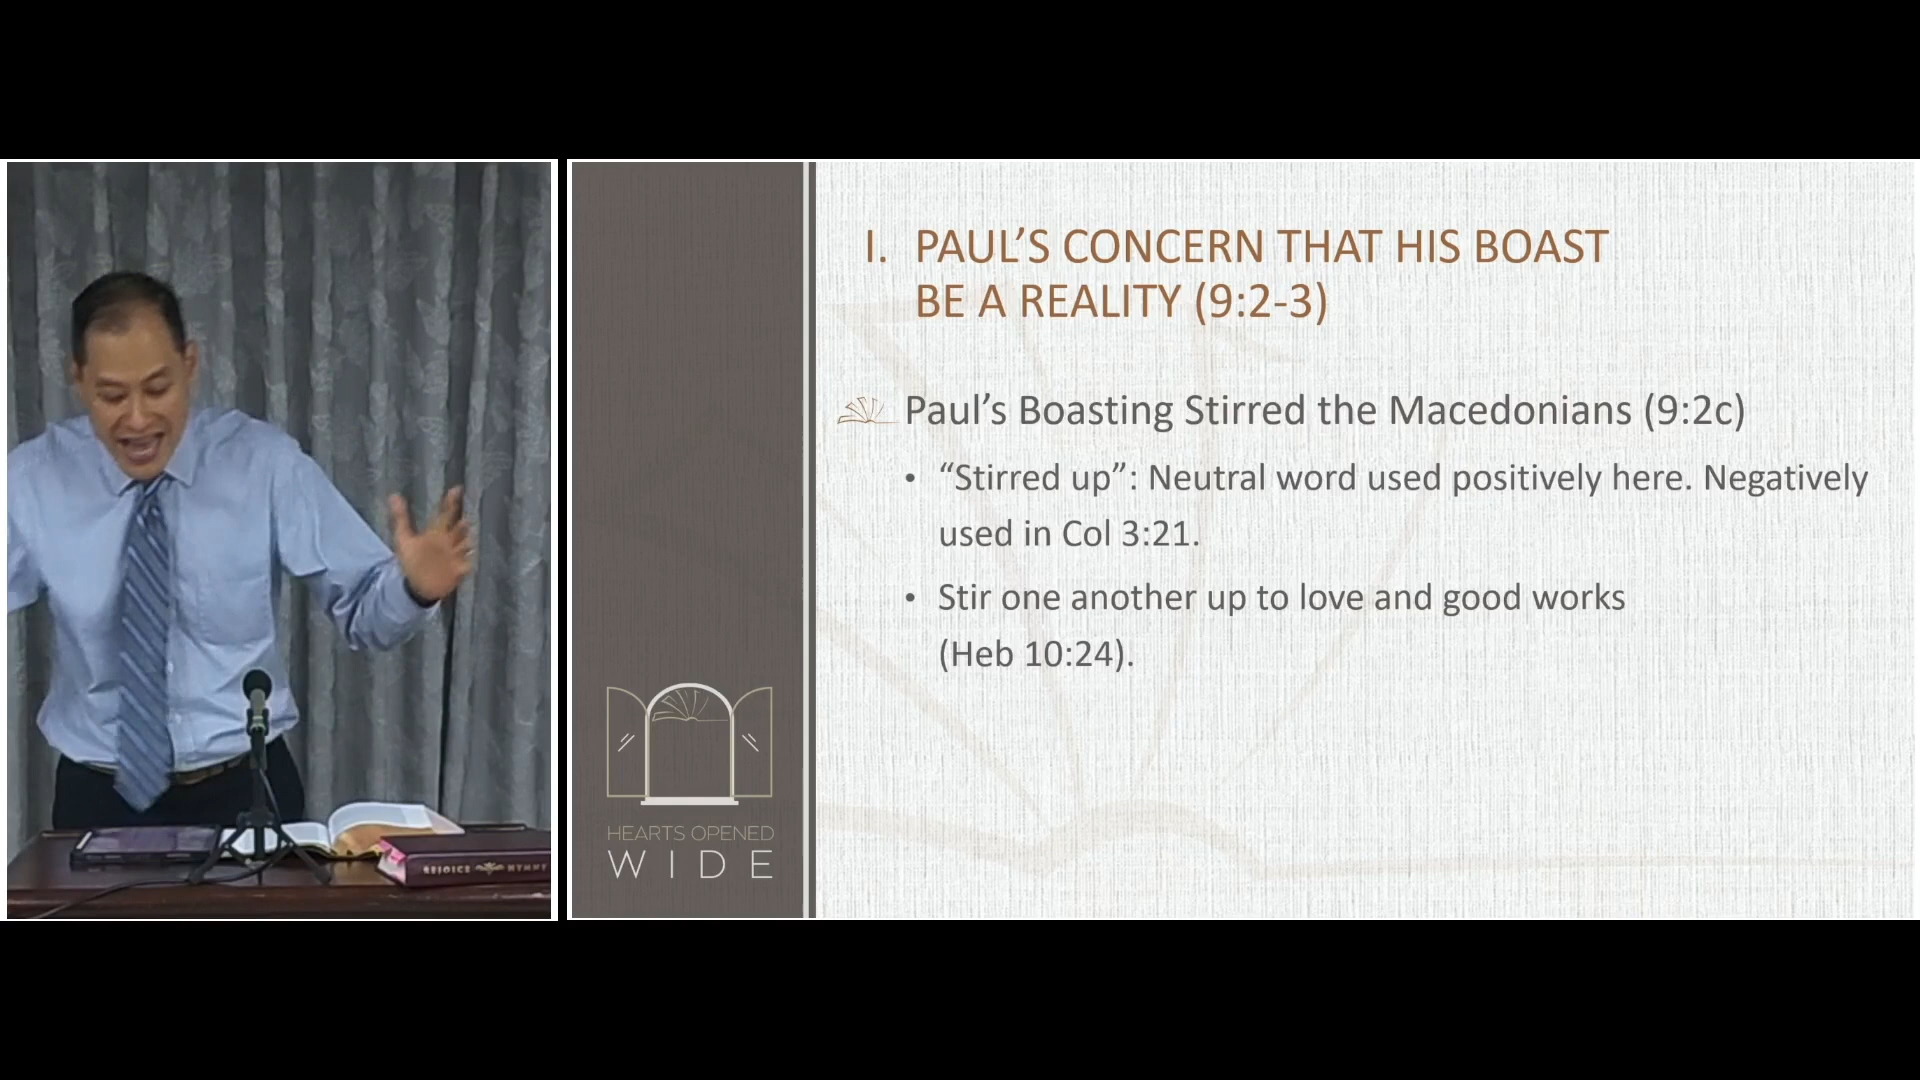 I. PAUL’S CONCERN THAT HIS BOAST
BE A REALITY (9:2-3)
Paul’s Boasting Stirred the Macedonians (9:2c)
• “Stirred up”: Neutral word used positively here. Negatively
used in Col 3:21.
• Stir one another up to love and good works
(Heb 10:24).
HEARTS OPENED
WIDE
REJOICE HYMNS